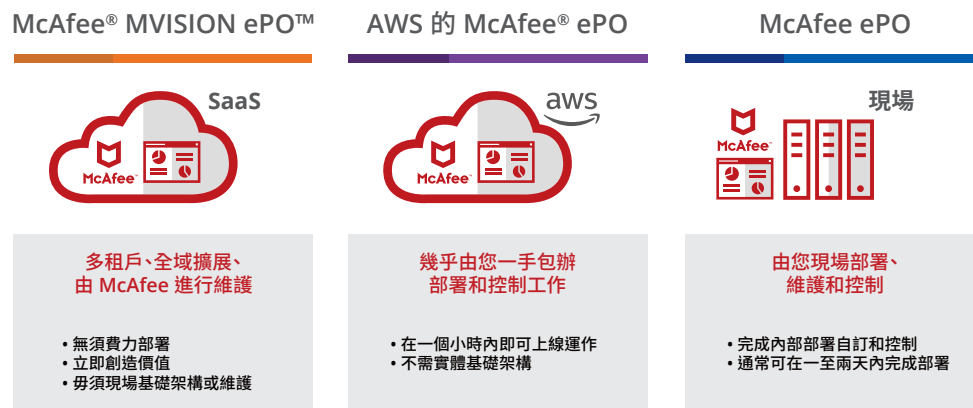 McAfee® MVISION ePO™
SaaS
McAfee™
多租戶、全域擴展、
由 McAfee 進行維護
• 無須費力部署
• 立即創造價值
• 毋須現場基礎架構或維護
AWS 的 McAfee® ePO
aws
McAfee™
幾乎由您一手包辦
部署和控制工作
• 在一個小時內即可上線運作
• 不需實體基礎架構
McAfee ePO
現場
McAfee™
由您現場部署、
維護和控制
• 完成內部部署自訂和控制
• 通常可在一至兩天內完成部署